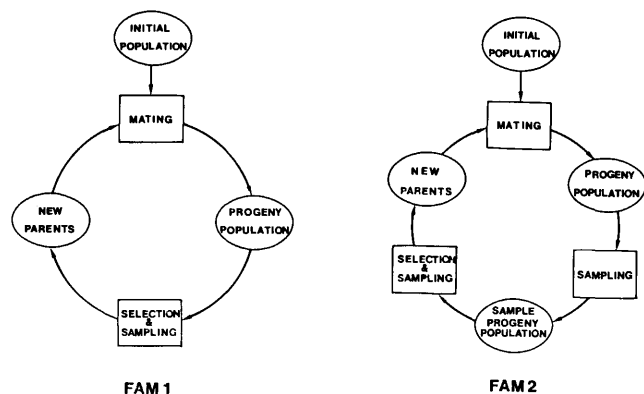 INITIAL
POPULATION
MATING
NEW
PARENTS
PROGENY
POPULATION
SELECTION
&
SAMPLING
FAM 1
INITIAL
POPULATION
MATING
NEW
PARENTS
PROGENY
POPULATION
SELECTION
&
SAMPLING
SAMPLING
SAMPLE
PROGENY
POPULATION
FAM 2